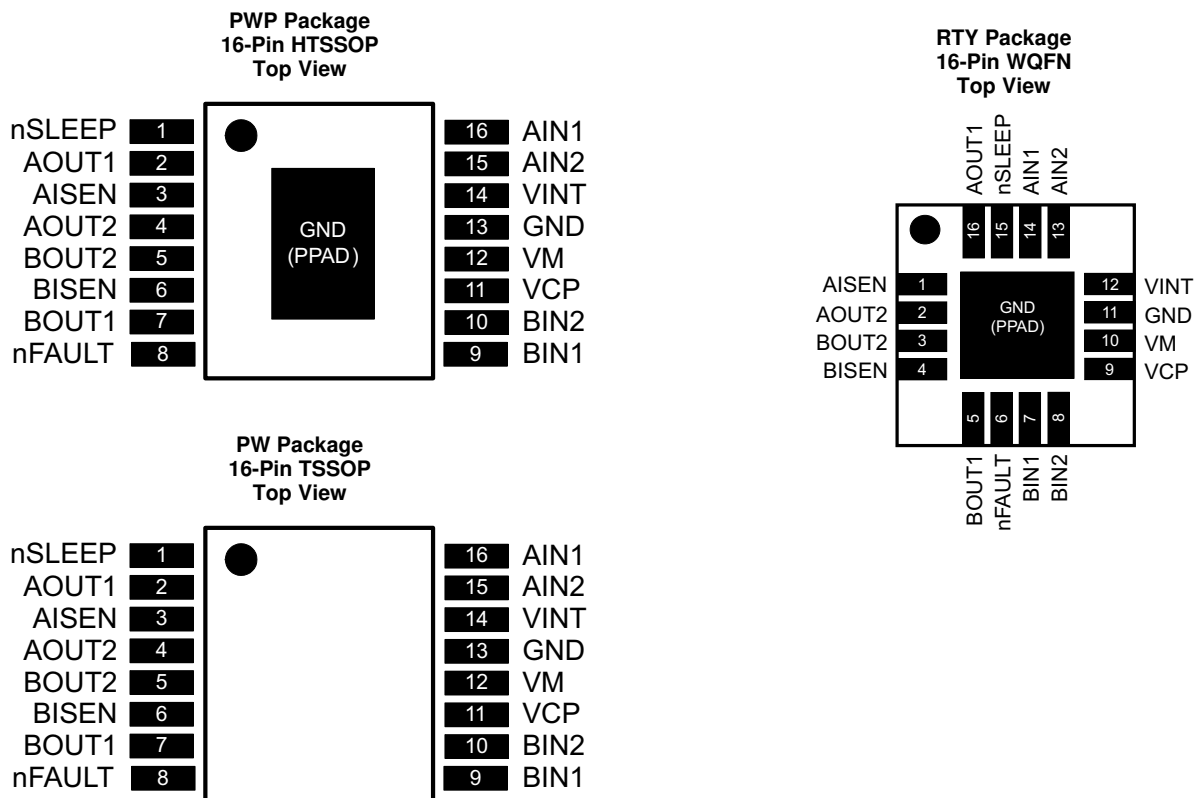 PWP Package
16-Pin HTSSOP
Top View
nSLEEP 1
AOUT1 2
AISEN 3
AOUT2 4
BOUT2 5
BISEN 6
BOUT1 7
nFAULT 8
GND
(PPAD)
16 AIN1
15 AIN2
14 VINT
13 GND
12 VM
11 VCP
10 BIN2
9 BIN1
PW Package
16-Pin TSSOP
Top View
nSLEEP 1
AOUT1 2
AISEN 3
AOUT2 4
BOUT2 5
BISEN 6
BOUT1 7
nFAULT 8
16 AIN1
15 AIN2
14 VINT
13 GND
12 VM
11 VCP
10 BIN2
9 BIN1
RTY Package
16-Pin WQFN
Top View
AOUT1 16
nSLEEP 15
AIN1 14
AIN2 13
AISEN 1
AOUT2 2
BOUT2 3
BISEN 4
GND
(PPAD)
12 VINT
11 GND
10 VM
9 VCP
BOUT1 5
nFAULT 6
BIN1 7
BIN2 8